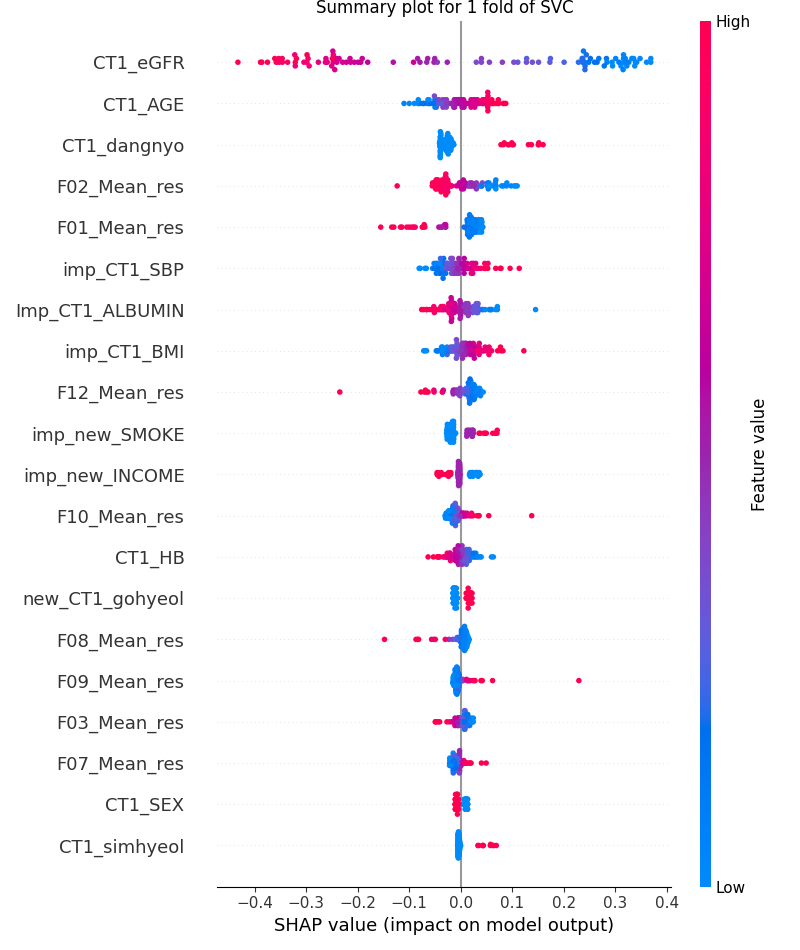 Summary plot for 1 fold of SVC
High
CT1_eGFR
CT1_AGE
CT1_dangnyo
F02_Mean_res
F01_Mean_res
imp_CT1_SBP
Imp_CT1_ALBUMIN
imp_CT1_BMI
F12_Mean_res
imp_new_SMOKE
imp_new_INCOME
F10_Mean_res
CT1_HB
new_CT1_gohyeol
F08_Mean_res
F09_Mean_res
F03_Mean_res
F07_Mean_res
CT1_SEX
CT1_simhyeol
Feature value
Low
−0.4 −0.3 −0.2 −0.1 0.0 0.1 0.2 0.3 0.4
SHAP value (impact on model output)